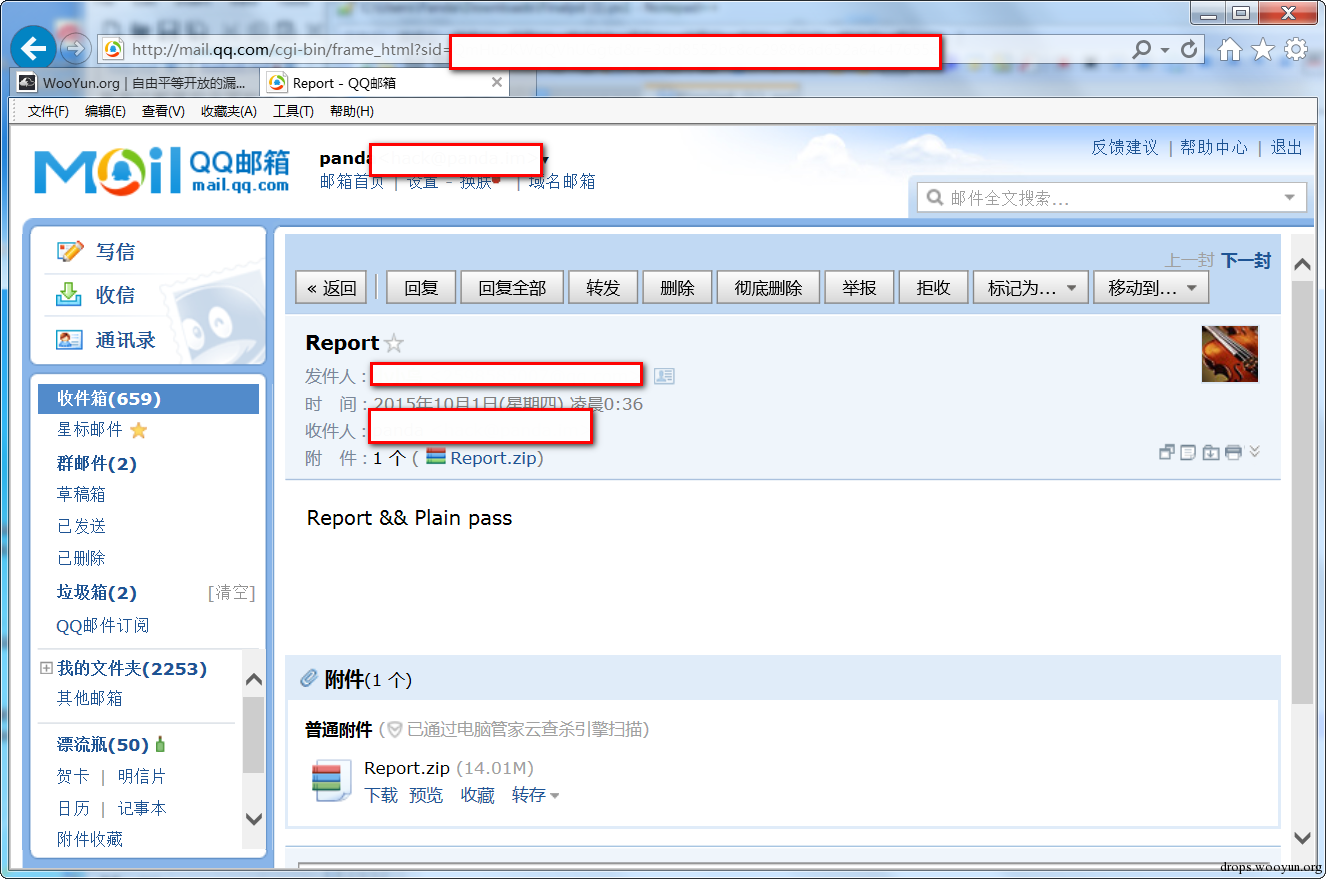 http://mail.qq.com/cgi-bin/frame_html?sid=
WooYun.org | 自由平等开放的漏... Report - QQ邮箱
文件(F) 编辑(E) 查看(V) 收藏夹(A) 工具(T) 帮助(H)
Mail QQ邮箱
mail.qq.com
panda
邮箱首页 | 设置 - 换肤 | 域名邮箱
反馈建议 | 帮助中心 | 退出
邮件全文搜索...
写信
收信
通讯录
收件箱(659)
星标邮件
群邮件(2)
草稿箱
已发送
已删除
垃圾箱(2) [清空]
QQ邮件订阅
我的文件夹(2253)
其他邮箱
漂流瓶(50)
贺卡 | 明信片
日历 | 记事本
附件收藏
上一封 下一封
« 返回 回复 回复全部 转发 删除 彻底删除 举报 拒收 标记为... 移动到...
Report
发件人：
时 间：2015年10月1日(星期四) 凌晨0:36
收件人：
附 件：1 个 ( Report.zip)
Report && Plain pass
附件(1 个)
普通附件 ( 已通过电脑管家云查杀引擎扫描)
Report.zip (14.01M)
下载 预览 收藏 转存
drops.wooyun.org